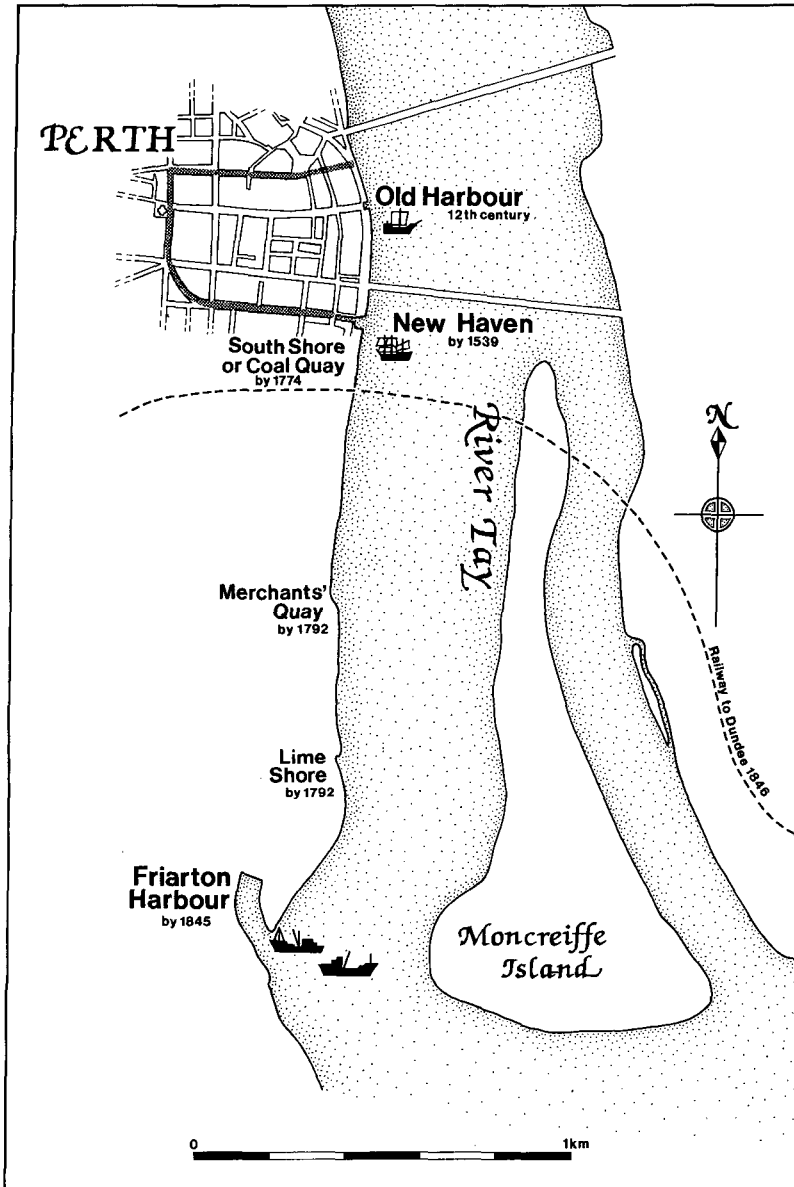 PERTH
Old Harbour
12th century
New Haven
by 1539
South Shore
or Coal Quay
by 1774
River Tay
N
Merchants'
Quay
by 1792
Railway to Dundee 1846
Lime
Shore
by 1792
Friarton
Harbour
by 1845
Moncreiffe
Island
0 1km